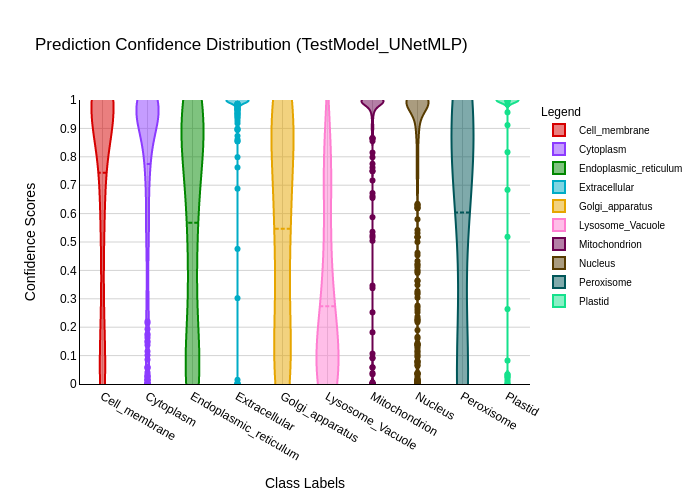 Prediction Confidence Distribution (TestModel_UNetMLP)
Legend
Cell_membrane
Cytoplasm
Endoplasmic_reticulum
Extracellular
Golgi_apparatus
Lysosome_Vacuole
Mitochondrion
Nucleus
Peroxisome
Plastid
Confidence Scores
1
0.9
0.8
0.7
0.6
0.5
0.4
0.3
0.2
0.1
0
Cell_membrane
Cytoplasm
Endoplasmic_reticulum
Extracellular
Golgi_apparatus
Lysosome_Vacuole
Mitochondrion
Nucleus
Peroxisome
Plastid
Class Labels